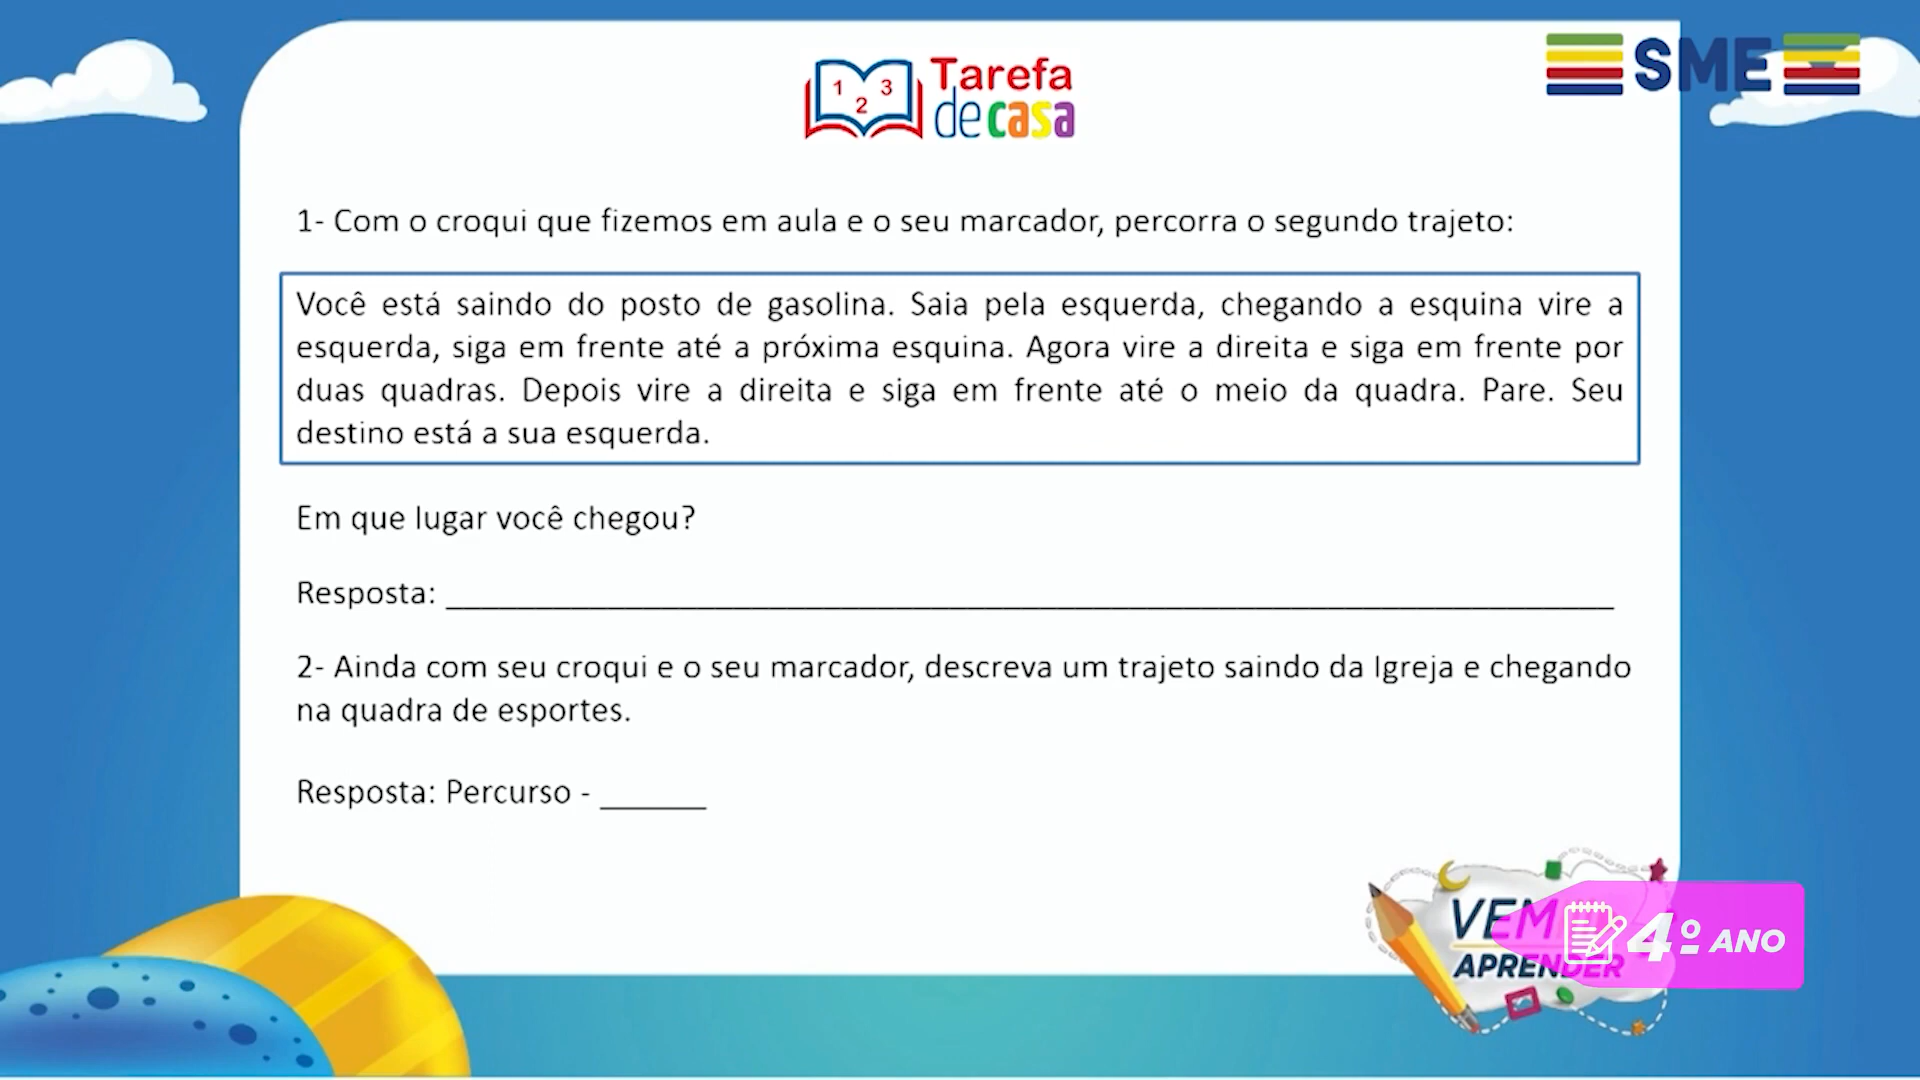 1 2 3
Tarefa
de casa
SME
1- Com o croqui que fizemos em aula e o seu marcador, percorra o segundo trajeto:
Você está saindo do posto de gasolina. Saia pela esquerda, chegando a esquina vire a
esquerda, siga em frente até a próxima esquina. Agora vire a direita e siga em frente por
duas quadras. Depois vire a direita e siga em frente até o meio da quadra. Pare. Seu
destino está a sua esquerda.
Em que lugar você chegou?
Resposta: ______________________________________________________________
2- Ainda com seu croqui e o seu marcador, descreva um trajeto saindo da Igreja e chegando
na quadra de esportes.
Resposta: Percurso - ______
VEM
APRENDER
4º ANO